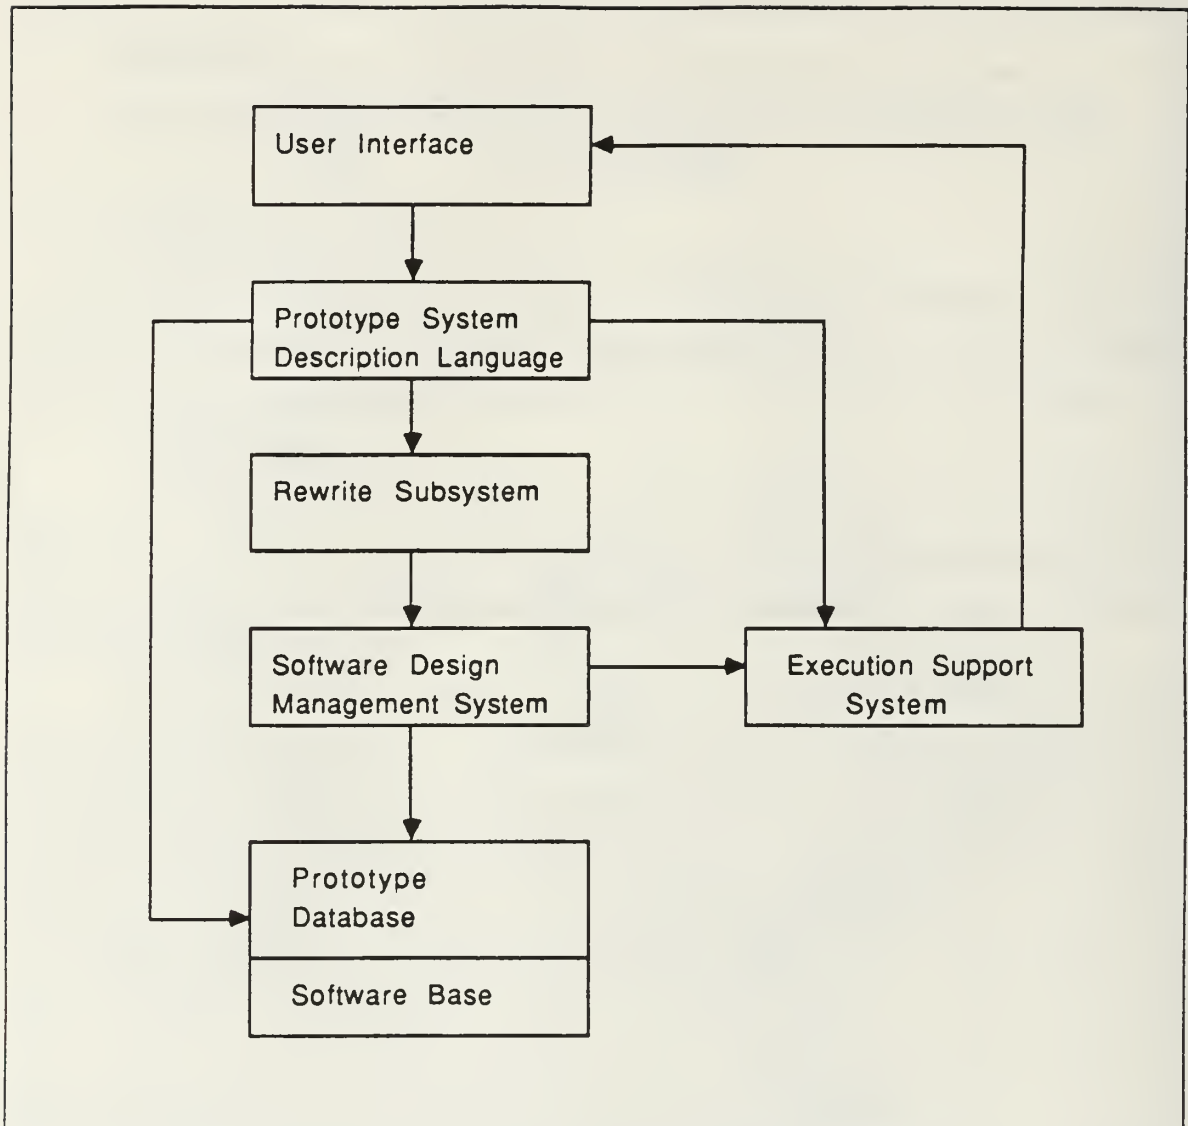 User Interface
Prototype System
Description Language
Rewrite Subsystem
Software Design
Management System
Execution Support
System
Prototype
Database
Software Base